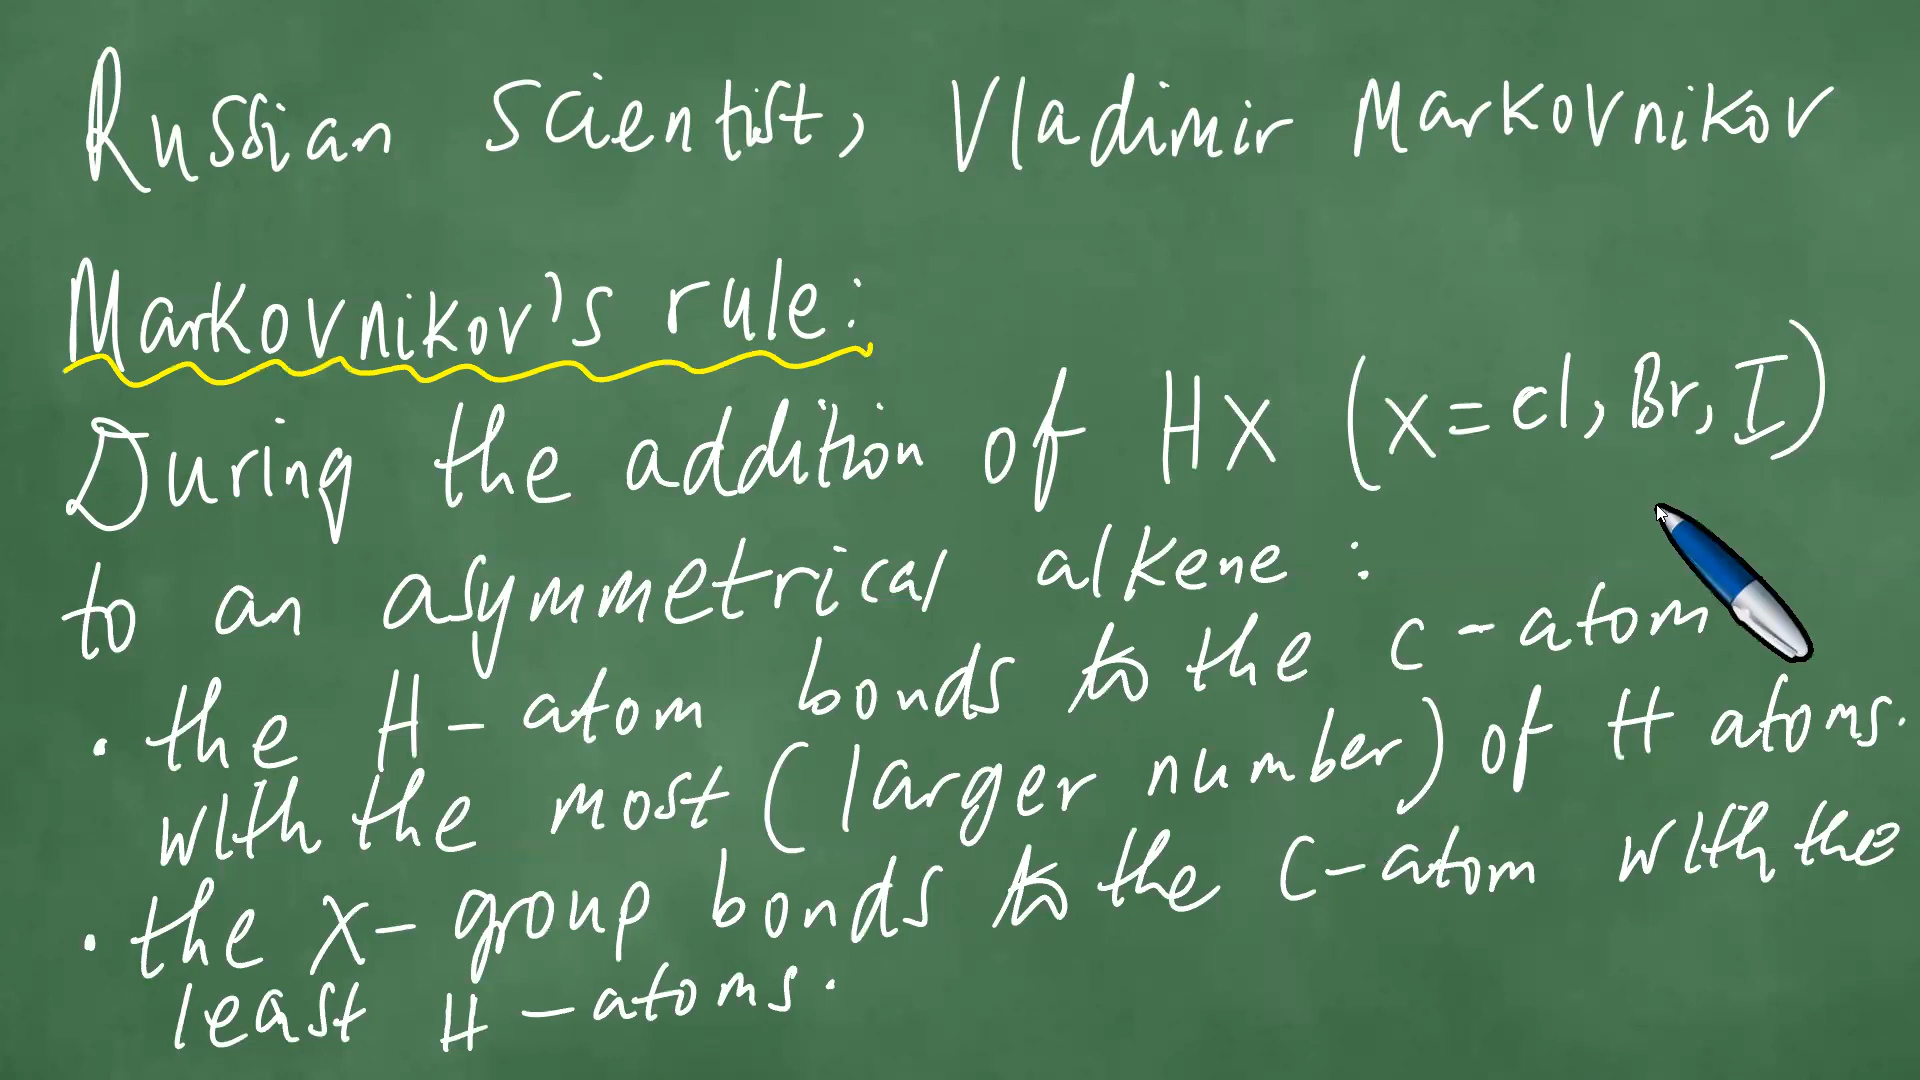 Russian Scientist, Vladimir Markovnikov
Markovnikov's rule:
During the addition of HX (X=Cl, Br, I)
to an asymmetrical alkene :
• the H-atom bonds to the C-atom
with the most (larger number) of H atoms.
• the X-group bonds to the C-atom with the
least H-atoms.